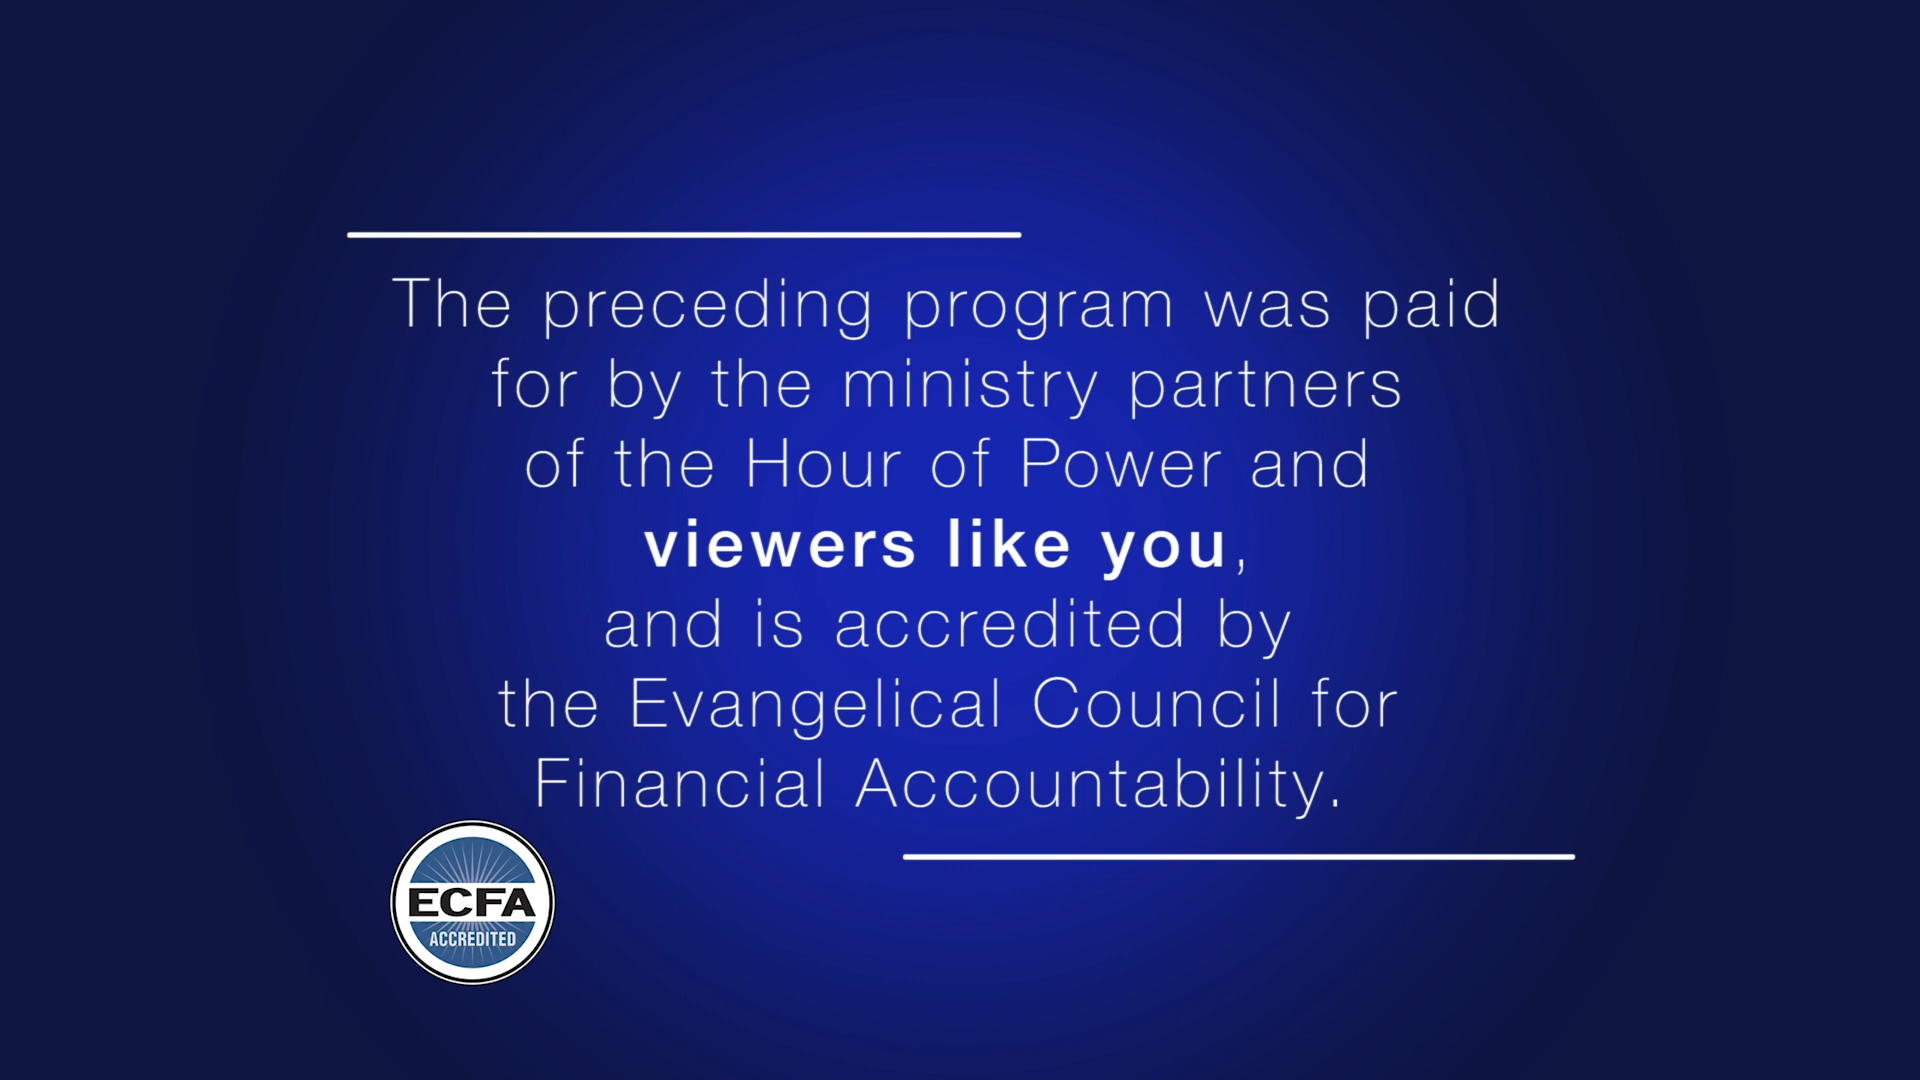 The preceding program was paid
for by the ministry partners
of the Hour of Power and
viewers like you,
and is accredited by
the Evangelical Council for
Financial Accountability.
ECFA
ACCREDITED